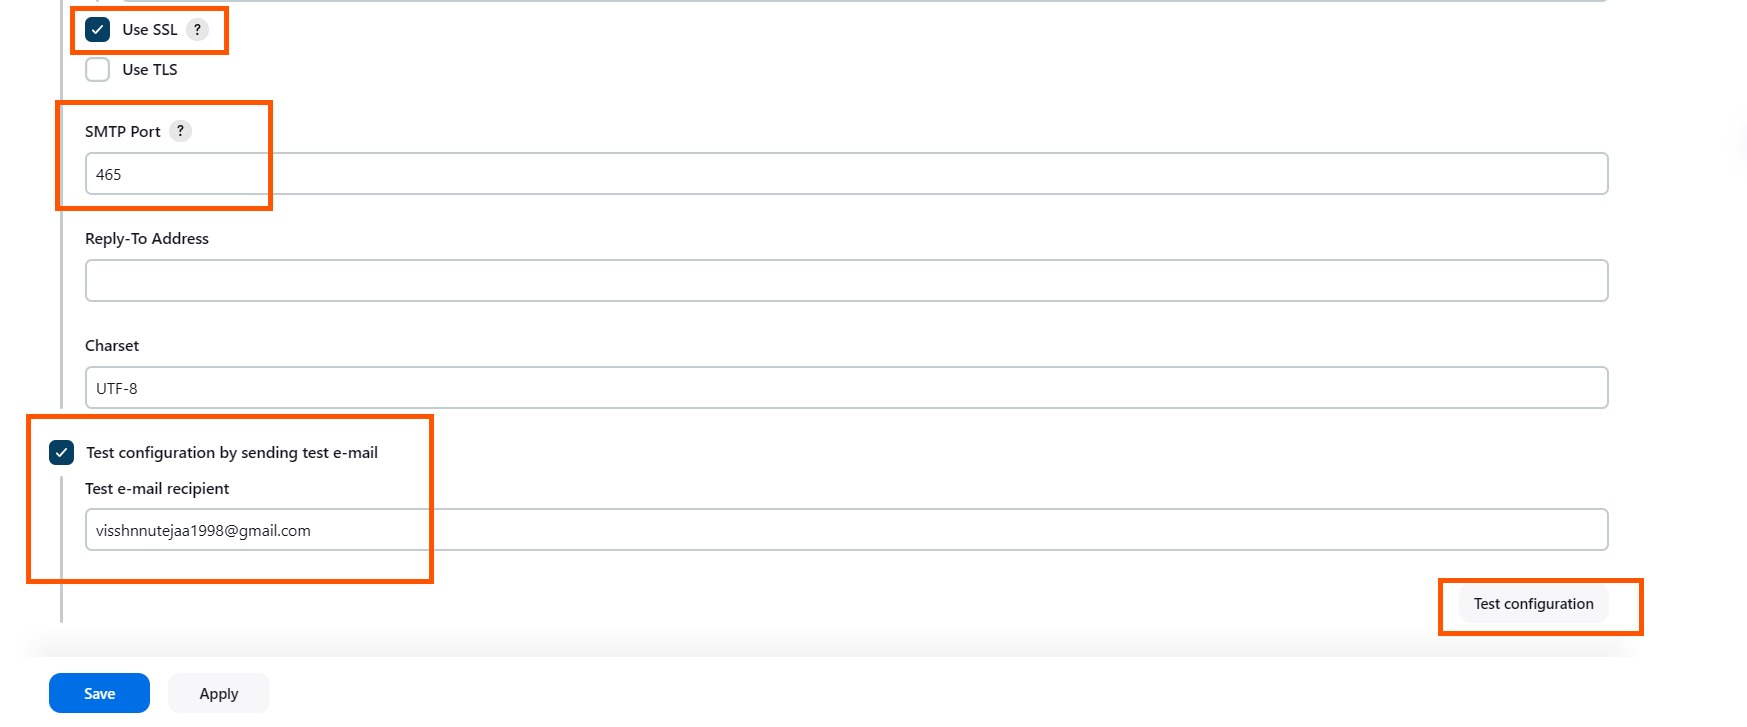 Use SSL ?
Use TLS
SMTP Port ?
465
Reply-To Address
Charset
UTF-8
Test configuration by sending test e-mail
Test e-mail recipient
visshnnutejaa1998@gmail.com
Test configuration
Save Apply